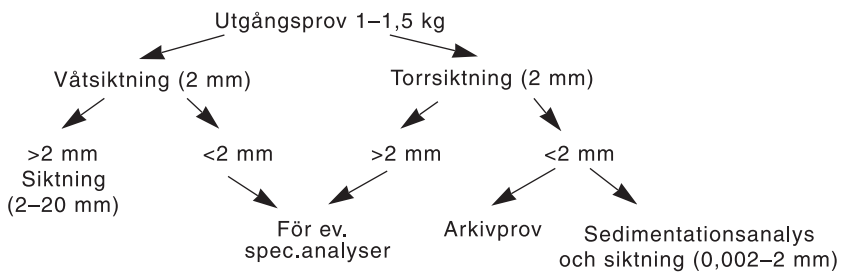 Utgångsprov 1–1,5 kg
Våtsiktning (2 mm)
Torrsiktning (2 mm)
>2 mm
Siktning
(2–20 mm)
<2 mm
>2 mm
<2 mm
För ev.
spec.analyser
Arkivprov
Sedimentationsanalys
och siktning (0,002–2 mm)